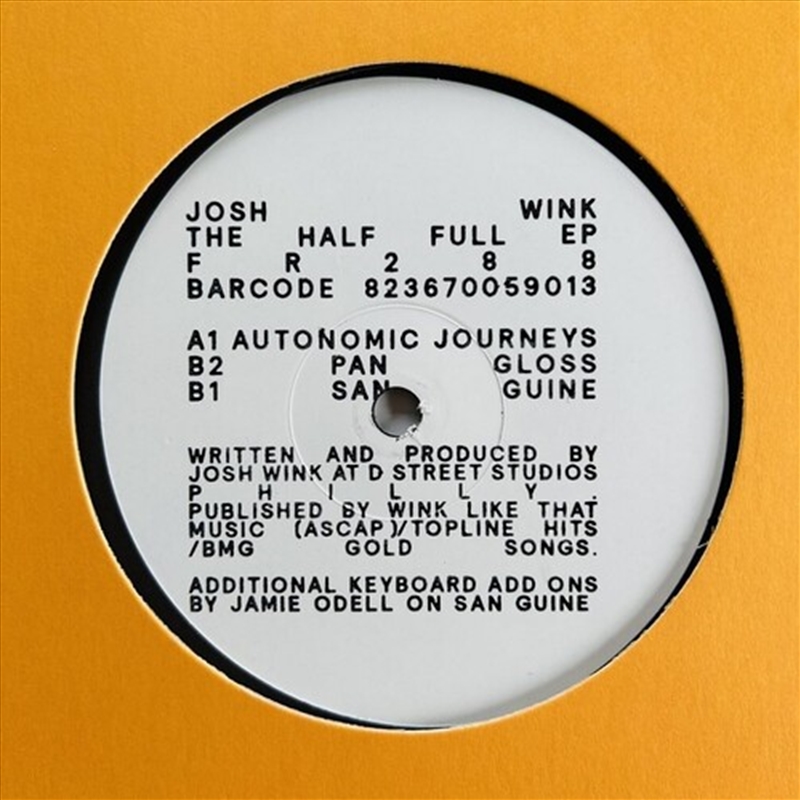 JOSH WINK
THE HALF FULL EP
F R 2 8 8
BARCODE 823670059013
A1 AUTONOMIC JOURNEYS
B2 PAN GLOSS
B1 SAN GUINE
WRITTEN AND PRODUCED BY
JOSH WINK AT D STREET STUDIOS
P H I L L Y .
PUBLISHED BY WINK LIKE THAT
MUSIC (ASCAP)/TOPLINE HITS
/BMG GOLD SONGS.
ADDITIONAL KEYBOARD ADD ONS
BY JAMIE ODELL ON SAN GUINE